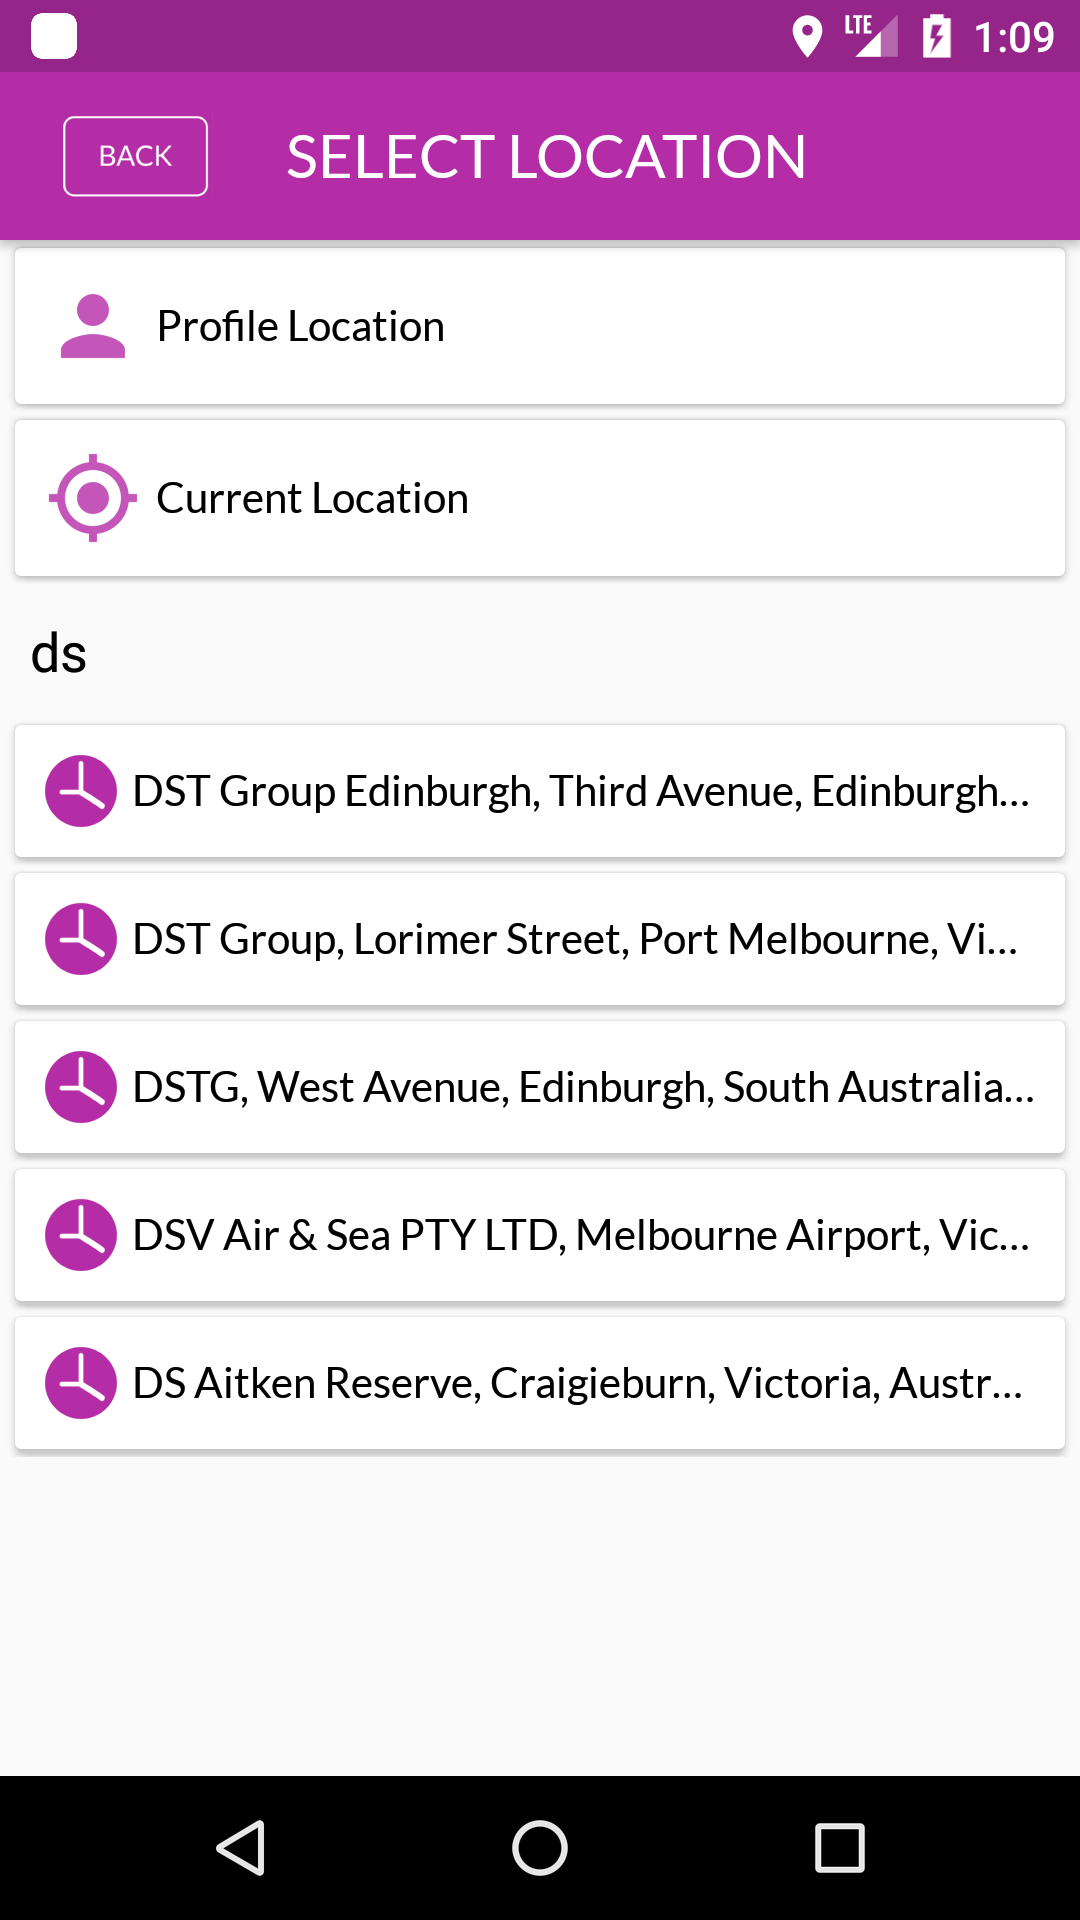 LTE 1:09
BACK SELECT LOCATION
Profile Location
Current Location
ds
DST Group Edinburgh, Third Avenue, Edinburgh...
DST Group, Lorimer Street, Port Melbourne, Vi...
DSTG, West Avenue, Edinburgh, South Australia...
DSV Air & Sea PTY LTD, Melbourne Airport, Vic...
DS Aitken Reserve, Craigieburn, Victoria, Austr...